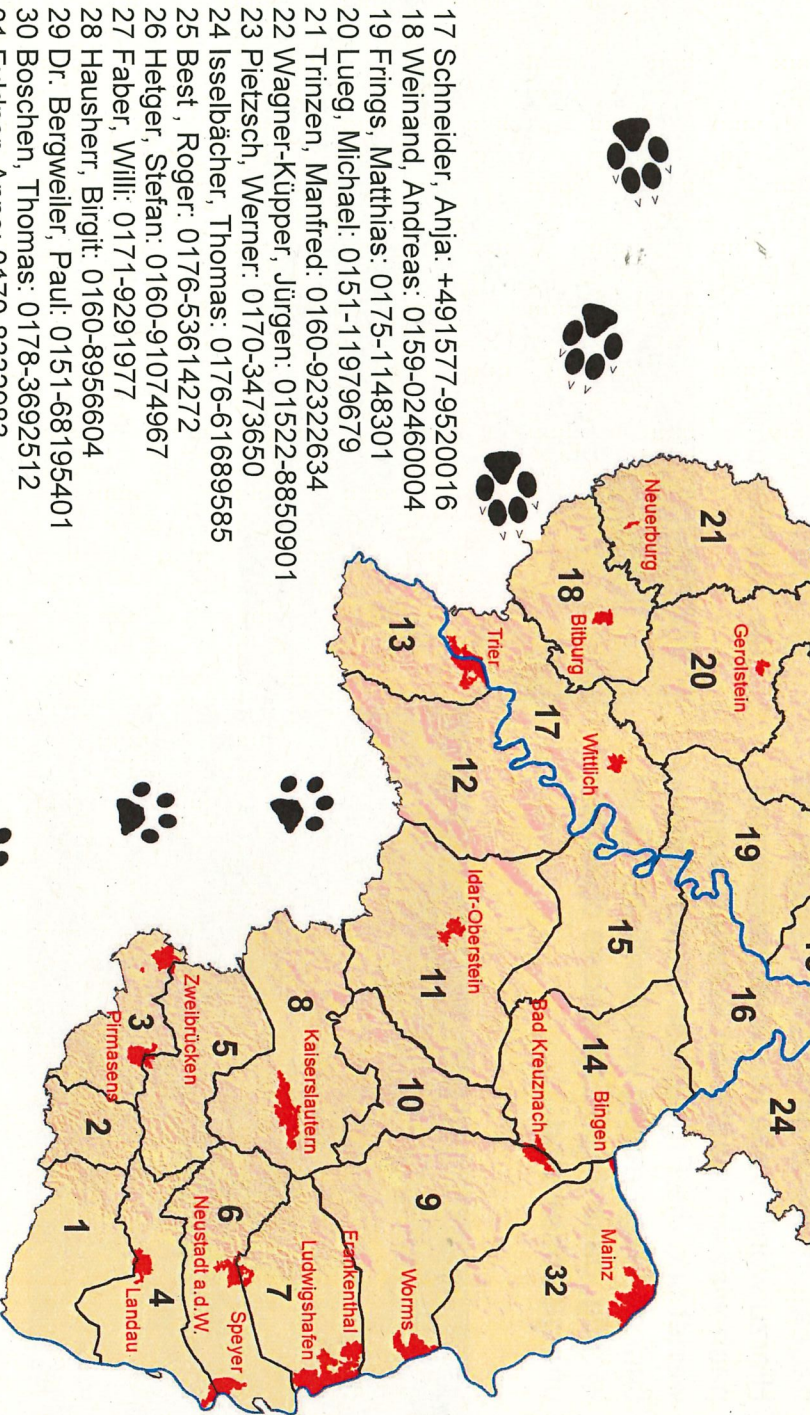 17 Schneider, Anja: +491577-9520016
18 Weinand, Andreas: 0159-02460004
19 Frings, Matthias: 0175-1148301
20 Lueg, Michael: 0151-11979679
21 Trinzen, Manfred: 0160-92322634
22 Wagner-Küpper, Jürgen: 01522-8850901
23 Pietzsch, Werner: 0170-3473650
24 Isselbächer, Thomas: 0176-61689585
25 Best , Roger: 0176-53614272
26 Hetger, Stefan: 0160-91074967
27 Faber, Willi: 0171-9291977
28 Hausherr, Birgit: 0160-8956604
29 Dr. Bergweiler, Paul: 0151-68195401
30 Boschen, Thomas: 0178-3692512
21
Neuerburg
Gerolstein
20
18
Bitburg
19
Wittlich
17
Trier
13
12
16
24
15
14
Bingen
Bad Kreuznach
Idar-Oberstein
11
10
Mainz
32
9
Worms
8
Kaiserslautern
Frankenthal
Ludwigshafen
7
6
Neustadt a.d.W.
Speyer
5
Zweibrücken
3
Pirmasens
2
4
Landau
1